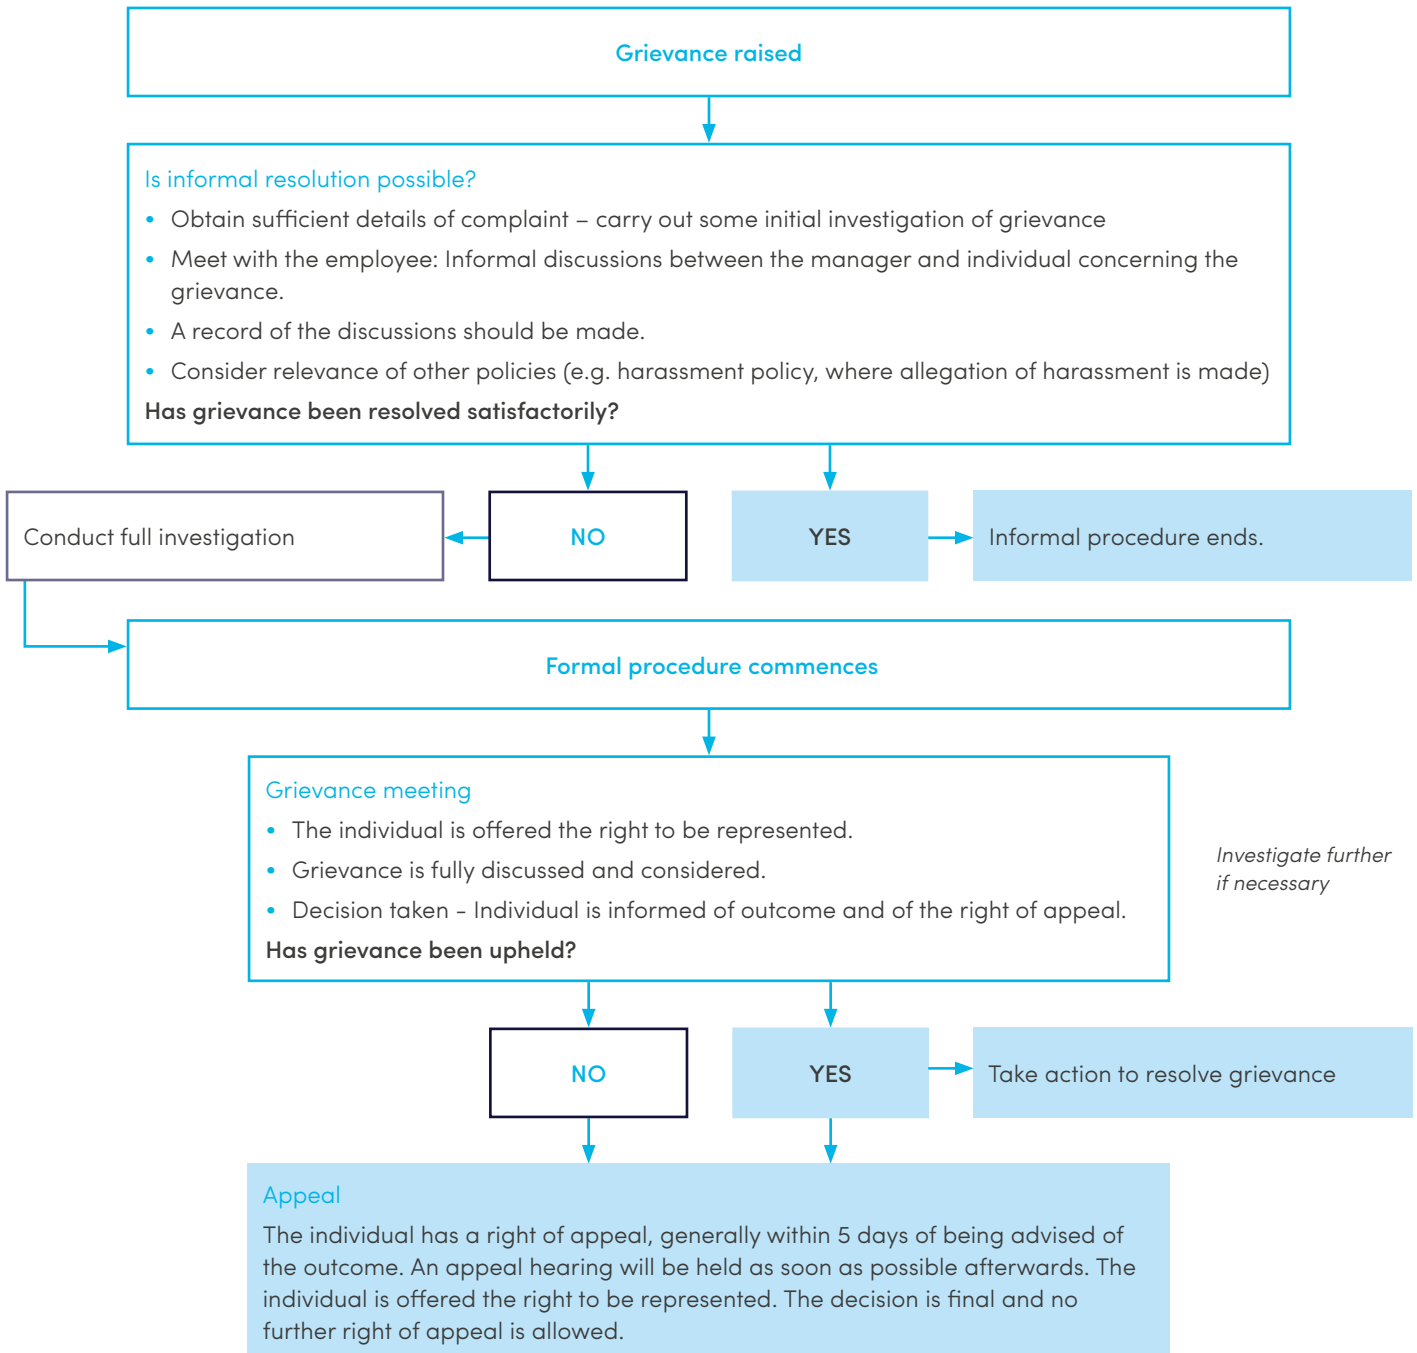 Grievance raised
Is informal resolution possible?
• Obtain sufficient details of complaint – carry out some initial investigation of grievance
• Meet with the employee: Informal discussions between the manager and individual concerning the
grievance.
• A record of the discussions should be made.
• Consider relevance of other policies (e.g. harassment policy, where allegation of harassment is made)
Has grievance been resolved satisfactorily?
Conduct full investigation
NO
YES
Informal procedure ends.
Formal procedure commences
Grievance meeting
• The individual is offered the right to be represented.
• Grievance is fully discussed and considered.
• Decision taken - Individual is informed of outcome and of the right of appeal.
Has grievance been upheld?
Investigate further
if necessary
NO
YES
Take action to resolve grievance
Appeal
The individual has a right of appeal, generally within 5 days of being advised of
the outcome. An appeal hearing will be held as soon as possible afterwards. The
individual is offered the right to be represented. The decision is final and no
further right of appeal is allowed.